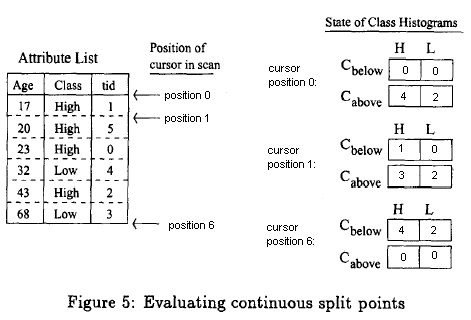 State of Class Histograms
Attribute List
Position of
cursor in scan
Age Class tid
17 High 1
20 High 5
23 High 0
32 Low 4
43 High 2
68 Low 3
position 0
position 1
position 6
cursor
position 0:
H L
C below 0 0
C above 4 2
cursor
position 1:
H L
C below 1 0
C above 3 2
cursor
position 6:
H L
C below 4 2
C above 0 0
Figure 5: Evaluating continuous split points